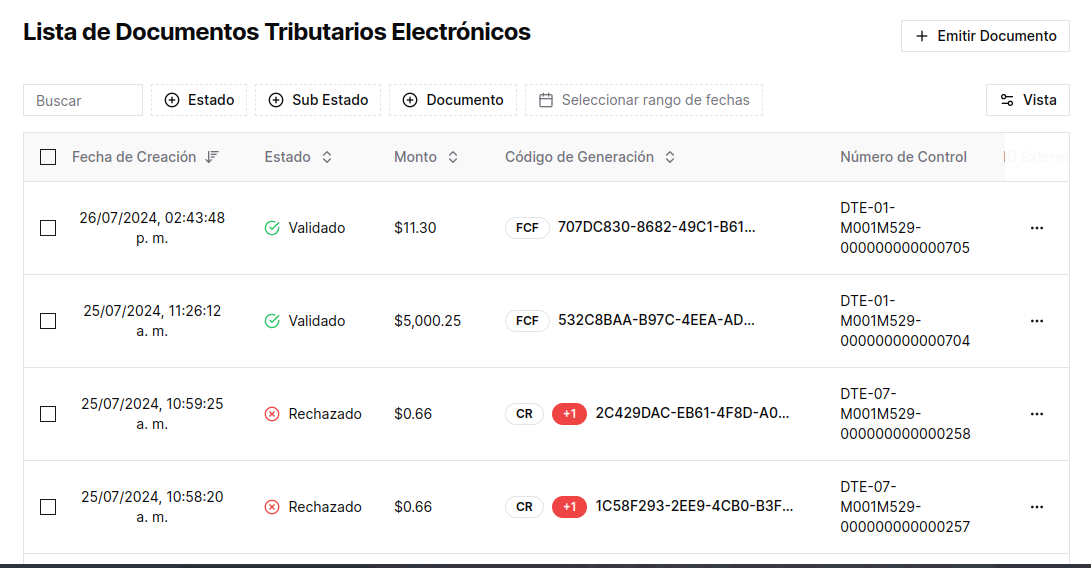 Lista de Documentos Tributarios Electrónicos
Emitir Documento
Buscar
Estado
Sub Estado
Documento
Seleccionar rango de fechas
Vista
Fecha de Creación
Estado
Monto
Código de Generación
Número de Control
ID Externo
26/07/2024, 02:43:48
p. m.
Validado
$11.30
FCF
707DC830-8682-49C1-B61...
DTE-01-
M001M529-
000000000000705
25/07/2024, 11:26:12
a. m.
Validado
$5,000.25
FCF
532C8BAA-B97C-4EEA-AD...
DTE-01-
M001M529-
000000000000704
25/07/2024, 10:59:25
a. m.
Rechazado
$0.66
CR
+1
2C429DAC-EB61-4F8D-A0...
DTE-07-
M001M529-
000000000000258
25/07/2024, 10:58:20
a. m.
Rechazado
$0.66
CR
+1
1C58F293-2EE9-4CB0-B3F...
DTE-07-
M001M529-
000000000000257